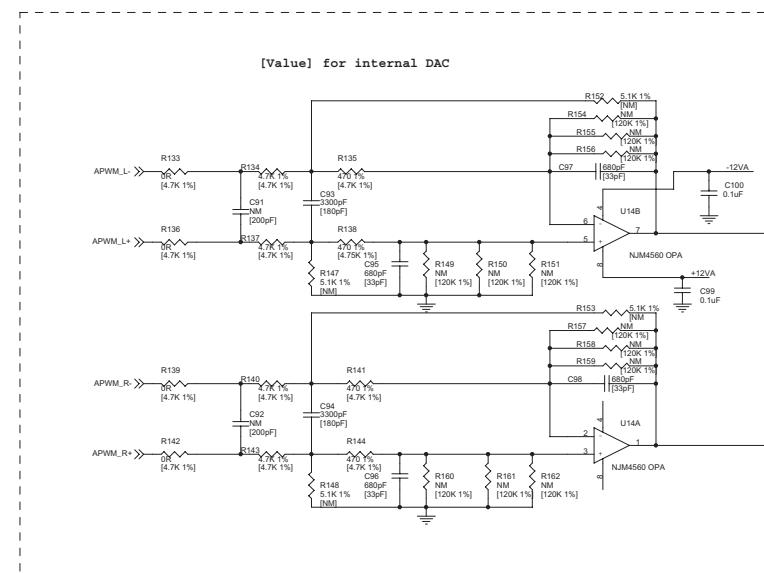 [Value] for internal DAC
R152 5.1K 1%
[NM]
R154 NM
[120K 1%]
R155 NM
[120K 1%]
R156 NM
[120K 1%]
C97 680pF
[33pF]
R133
0R
[4.7K 1%]
R134
4.7K 1%
[4.7K 1%]
R135
470 1%
[4.7K 1%]
APWM_L-
C91
NM
[200pF]
C93
3300pF
[180pF]
-12VA
C100
0.1uF
4
U14B
6
-
7
5
+
8
NJM4560 OPA
R136
0R
[4.7K 1%]
R137
4.7K 1%
[4.7K 1%]
R138
470 1%
[4.75K 1%]
APWM_L+
R147
5.1K 1%
[NM]
C95
680pF
[33pF]
R149
NM
[120K 1%]
R150
NM
[120K 1%]
R151
NM
[120K 1%]
+12VA
C99
0.1uF
R153 5.1K 1%
[NM
R157 NM
[120K 1%]
R158 NM
[120K 1%]
R159 NM
[120K 1%]
C98 680pF
[33pF]
R139
0R
[4.7K 1%]
R140
4.7K 1%
[4.7K 1%]
R141
470 1%
[4.7K 1%]
APWM_R-
C92
NM
[200pF]
C94
3300pF
[180pF]
4
U14A
2
-
1
3
+
8
NJM4560 OPA
R142
0R
[4.7K 1%]
R143
4.7K 1%
[4.7K 1%]
R144
470 1%
[4.7K 1%]
APWM_R+
R148
5.1K 1%
[NM]
C96
680pF
[33pF]
R160
NM
[120K 1%]
R161
NM
[120K 1%]
R162
NM
[120K 1%]